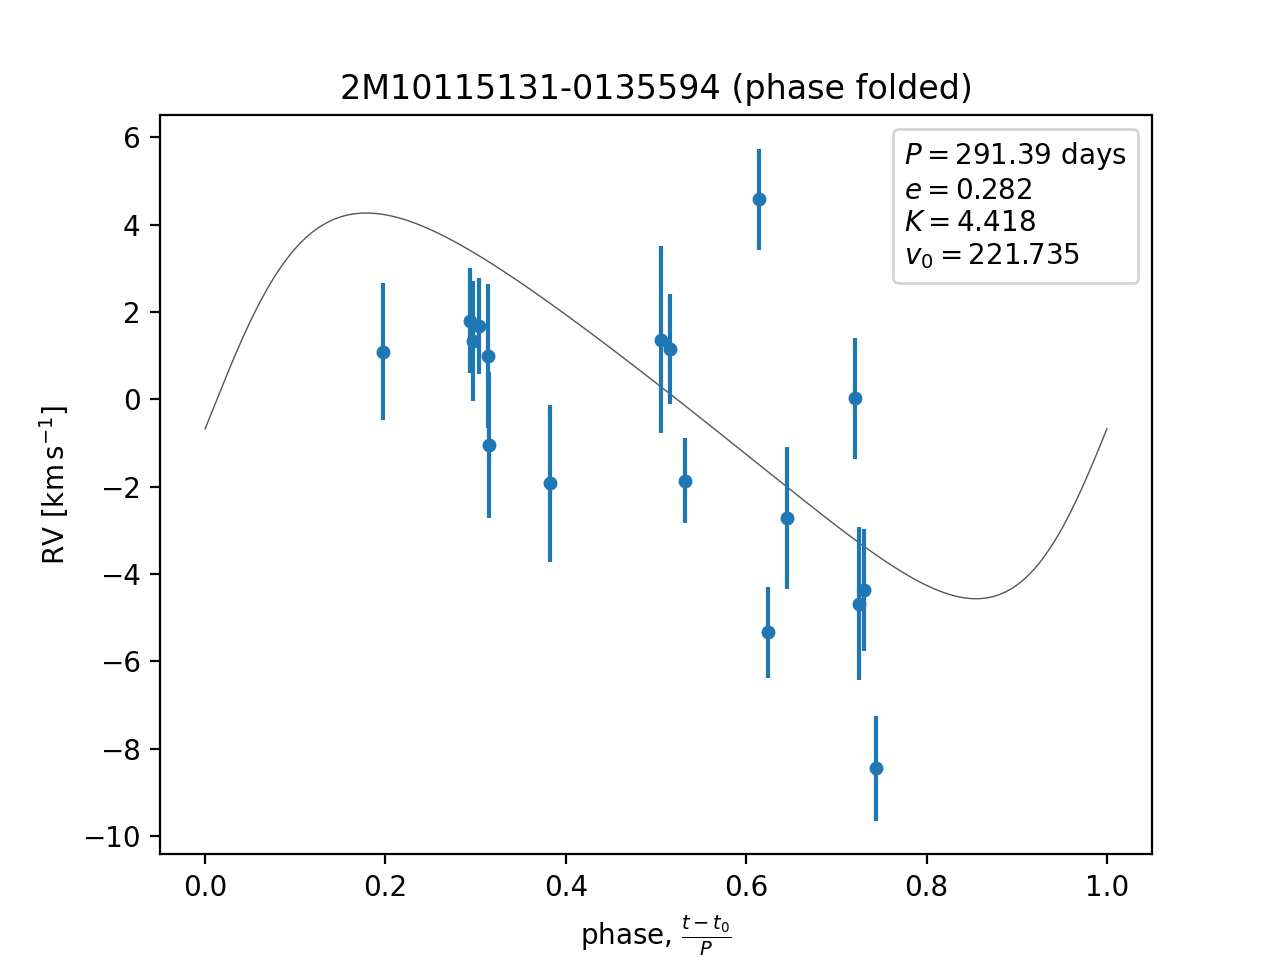 2M10115131-0135594 (phase folded)
P = 291.39 days
e = 0.282
K = 4.418
v₀ = 221.735
6
4
2
0
−2
−4
−6
−8
−10
RV [km s⁻¹]
0.0 0.2 0.4 0.6 0.8 1.0
phase, (t − t₀)/P